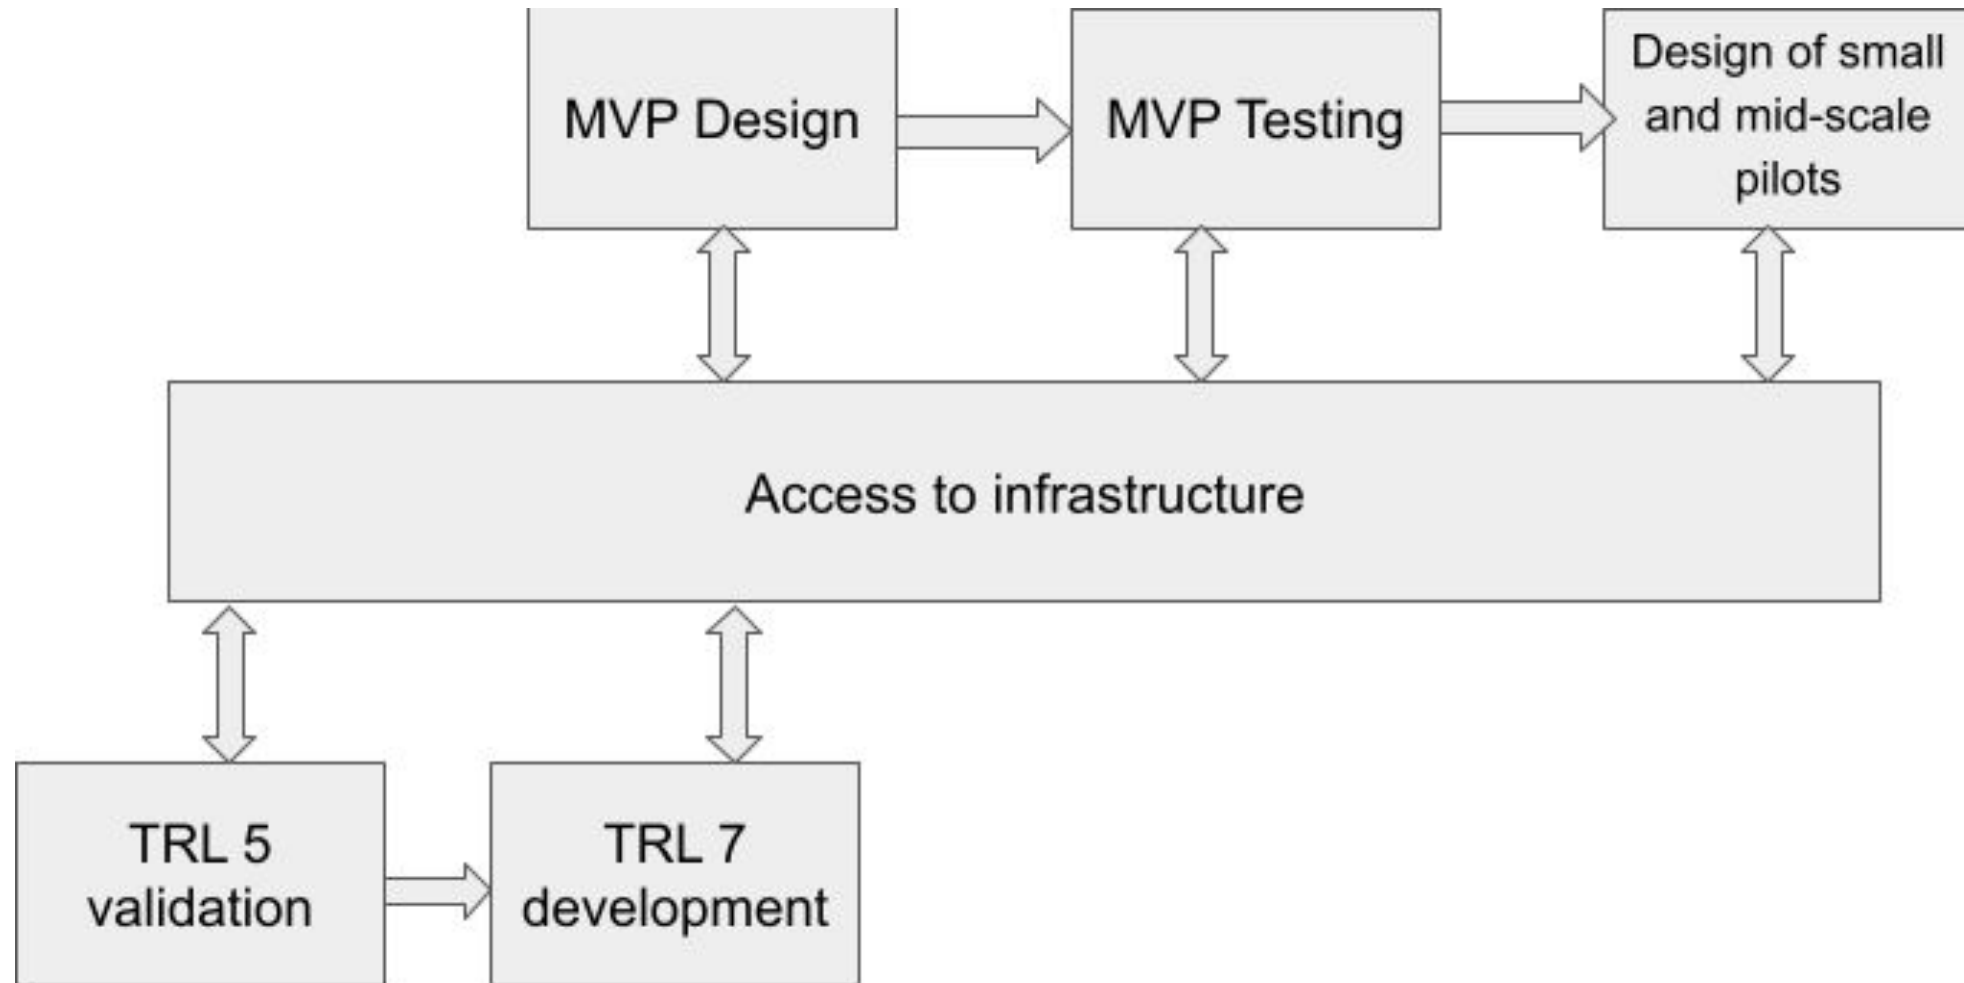 MVP Design
MVP Testing
Design of small
and mid-scale
pilots
Access to infrastructure
TRL 5
validation
TRL 7
development